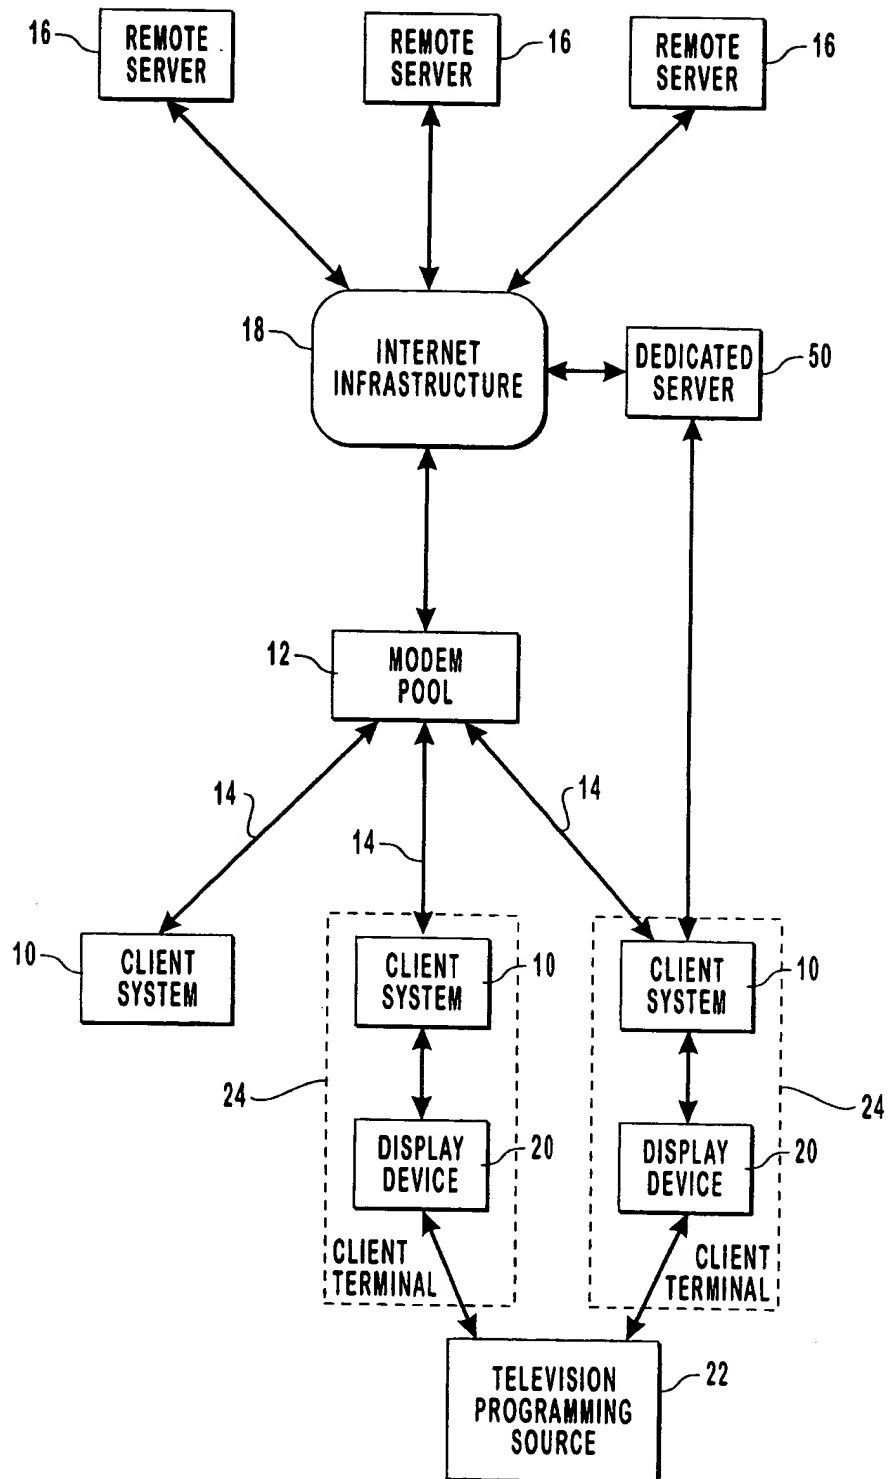 16
REMOTE
SERVER
REMOTE
SERVER
16
REMOTE
SERVER
16
18
INTERNET
INFRASTRUCTURE
DEDICATED
SERVER
50
12
MODEM
POOL
14
14
14
10
CLIENT
SYSTEM
CLIENT
SYSTEM
10
CLIENT
SYSTEM
10
24
24
DISPLAY
DEVICE
20
DISPLAY
DEVICE
20
CLIENT
TERMINAL
CLIENT
TERMINAL
TELEVISION
PROGRAMMING
SOURCE
22